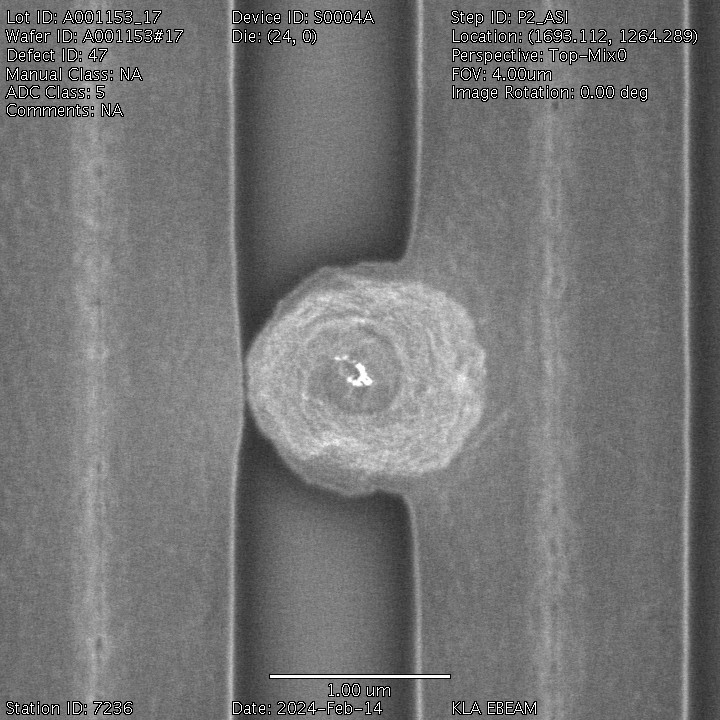 Lot ID: A001153_17
Wafer ID: A001153#17
Defect ID: 47
Manual Class: NA
ADC Class: 5
Comments: NA
Device ID: S0004A
Die: (24, 0)
Step ID: P2_ASI
Location: (1693.112, 1264.289)
Perspective: Top-Mix0
FOV: 4.00um
Image Rotation: 0.00 deg
1.00 um
Station ID: 7236
Date: 2024-Feb-14
KLA EBEAM